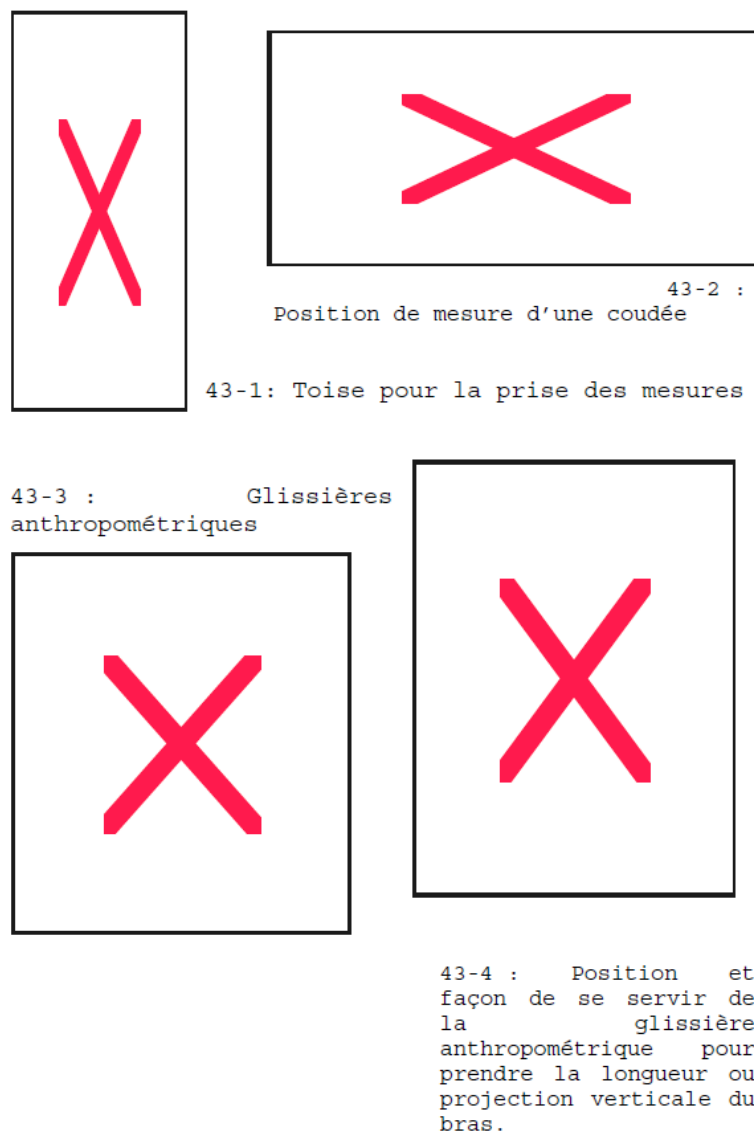 43-2 :
Position de mesure d’une coudée
43-1: Toise pour la prise des mesures
43-3 : Glissières
anthropométriques
43-4 : Position et
façon de se servir de
la glissière
anthropométrique pour
prendre la longueur ou
projection verticale du
bras.